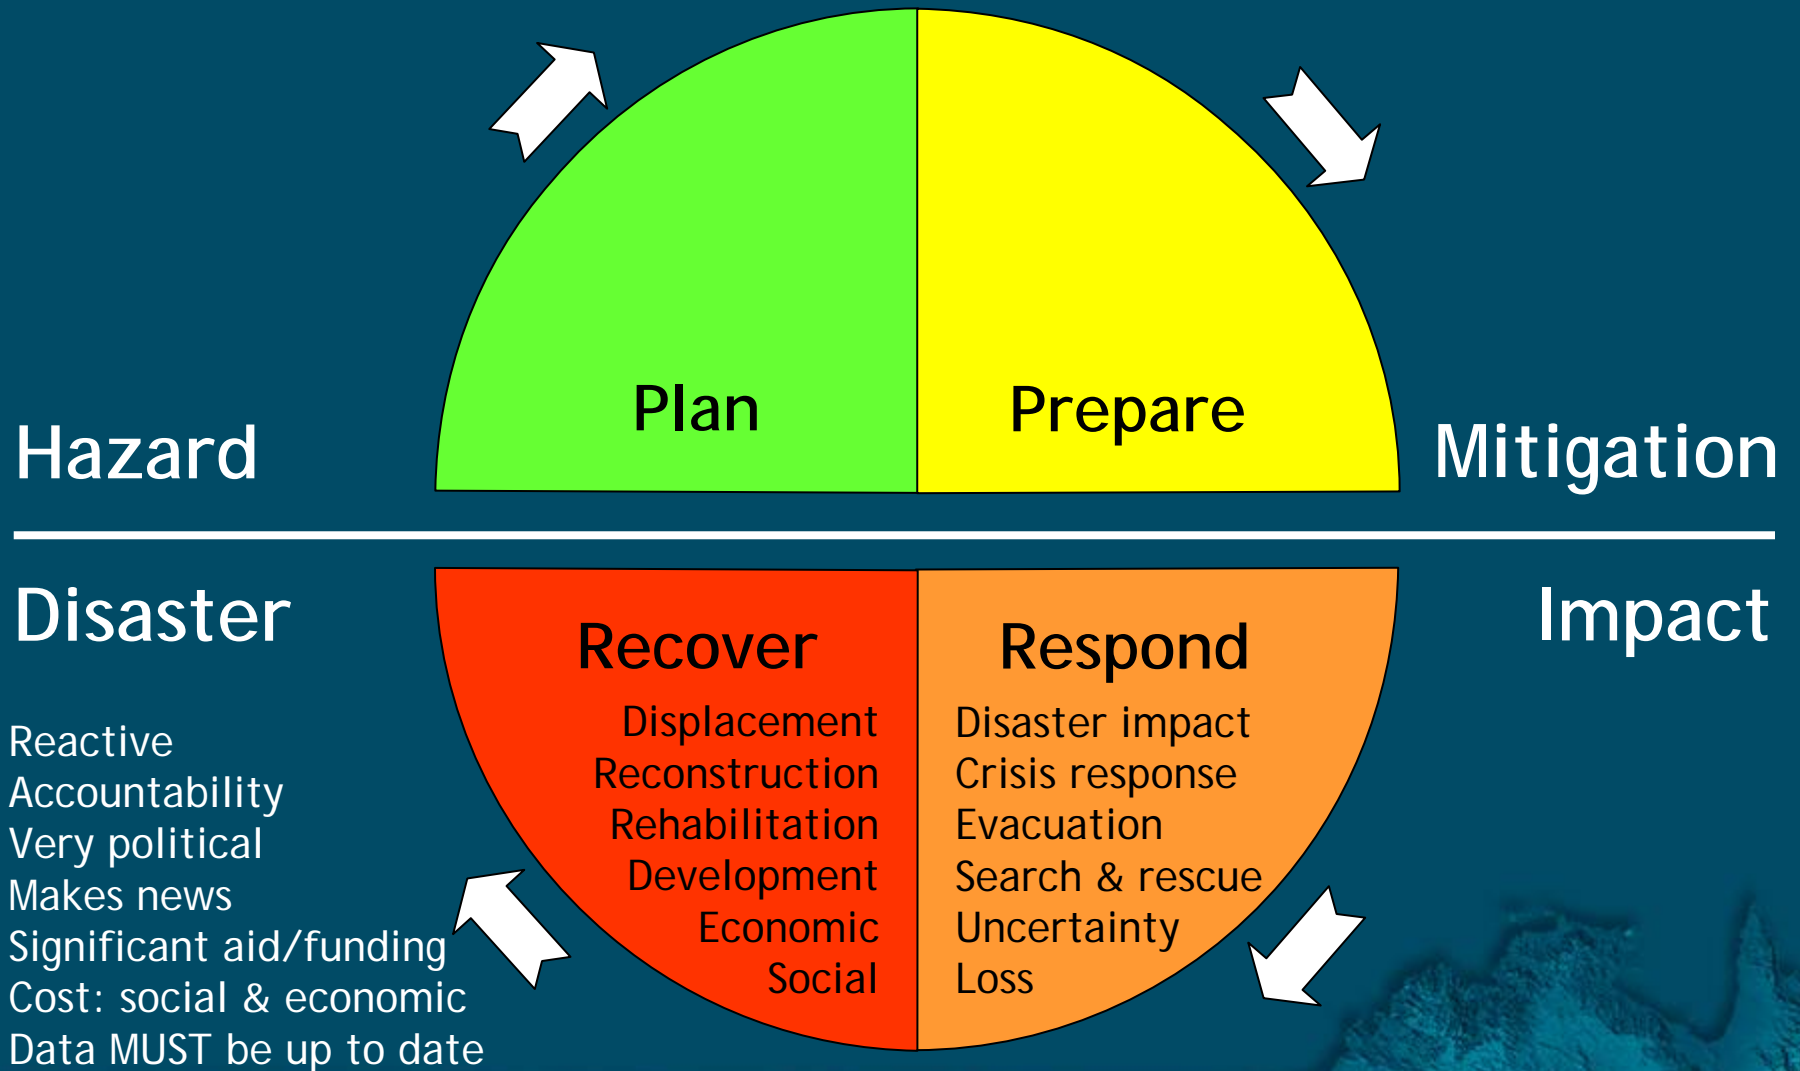 Plan
Prepare
Hazard
Mitigation
Disaster
Impact
Recover
Displacement
Reconstruction
Rehabilitation
Development
Economic
Social
Respond
Disaster impact
Crisis response
Evacuation
Search & rescue
Uncertainty
Loss
Reactive
Accountability
Very political
Makes news
Significant aid/funding
Cost: social & economic
Data MUST be up to date